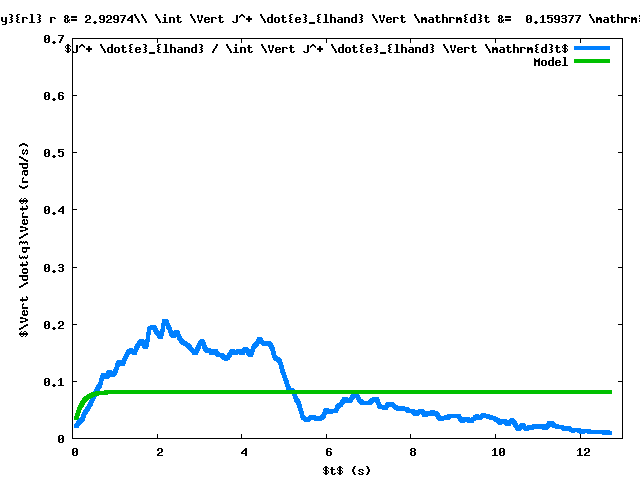 y}{rl} r &= 2.92974\\ \int \Vert J^+ \dot{e}_{lhand} \Vert \mathrm{d}t &= 0.159377 \mathrm
$J^+ \dot{e}_{lhand} / \int \Vert J^+ \dot{e}_{lhand} \Vert \mathrm{d}t$
Model
0.7
0.6
0.5
0.4
0.3
0.2
0.1
0
$\Vert \dot{q}\Vert$ (rad/s)
0 2 4 6 8 10 12
$t$ (s)